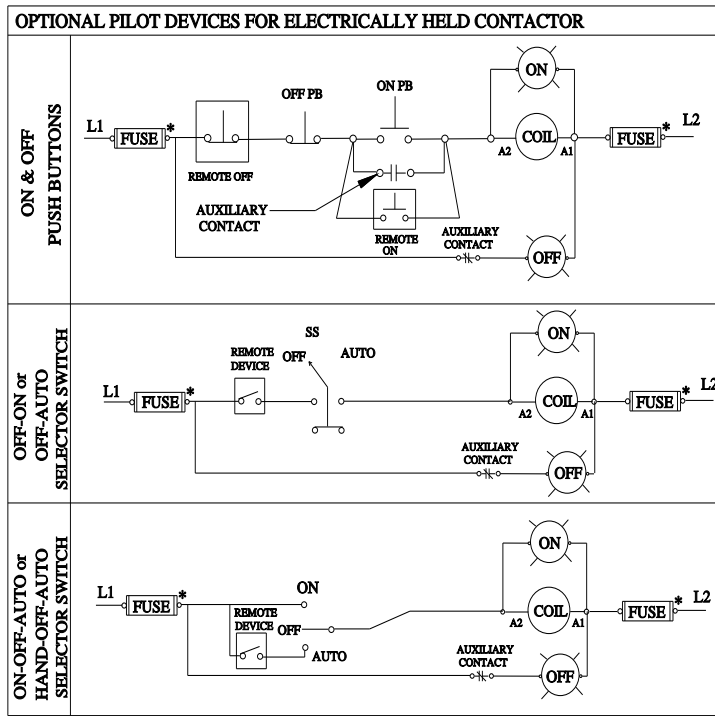 OPTIONAL PILOT DEVICES FOR ELECTRICALLY HELD CONTACTOR
ON & OFF
PUSH BUTTONS
L1
FUSE
*
REMOTE OFF
OFF PB
ON PB
AUXILIARY
CONTACT
REMOTE
ON
AUXILIARY
CONTACT
ON
COIL
A2
A1
OFF
FUSE
*
L2
OFF-ON or
OFF-AUTO
SELECTOR SWITCH
L1
FUSE
*
REMOTE
DEVICE
SS
OFF
AUTO
AUXILIARY
CONTACT
ON
COIL
A2
A1
OFF
FUSE
*
L2
ON-OFF-AUTO or
HAND-OFF-AUTO
SELECTOR SWITCH
L1
FUSE
*
REMOTE
DEVICE
ON
OFF
AUTO
AUXILIARY
CONTACT
ON
COIL
A2
A1
OFF
FUSE
*
L2